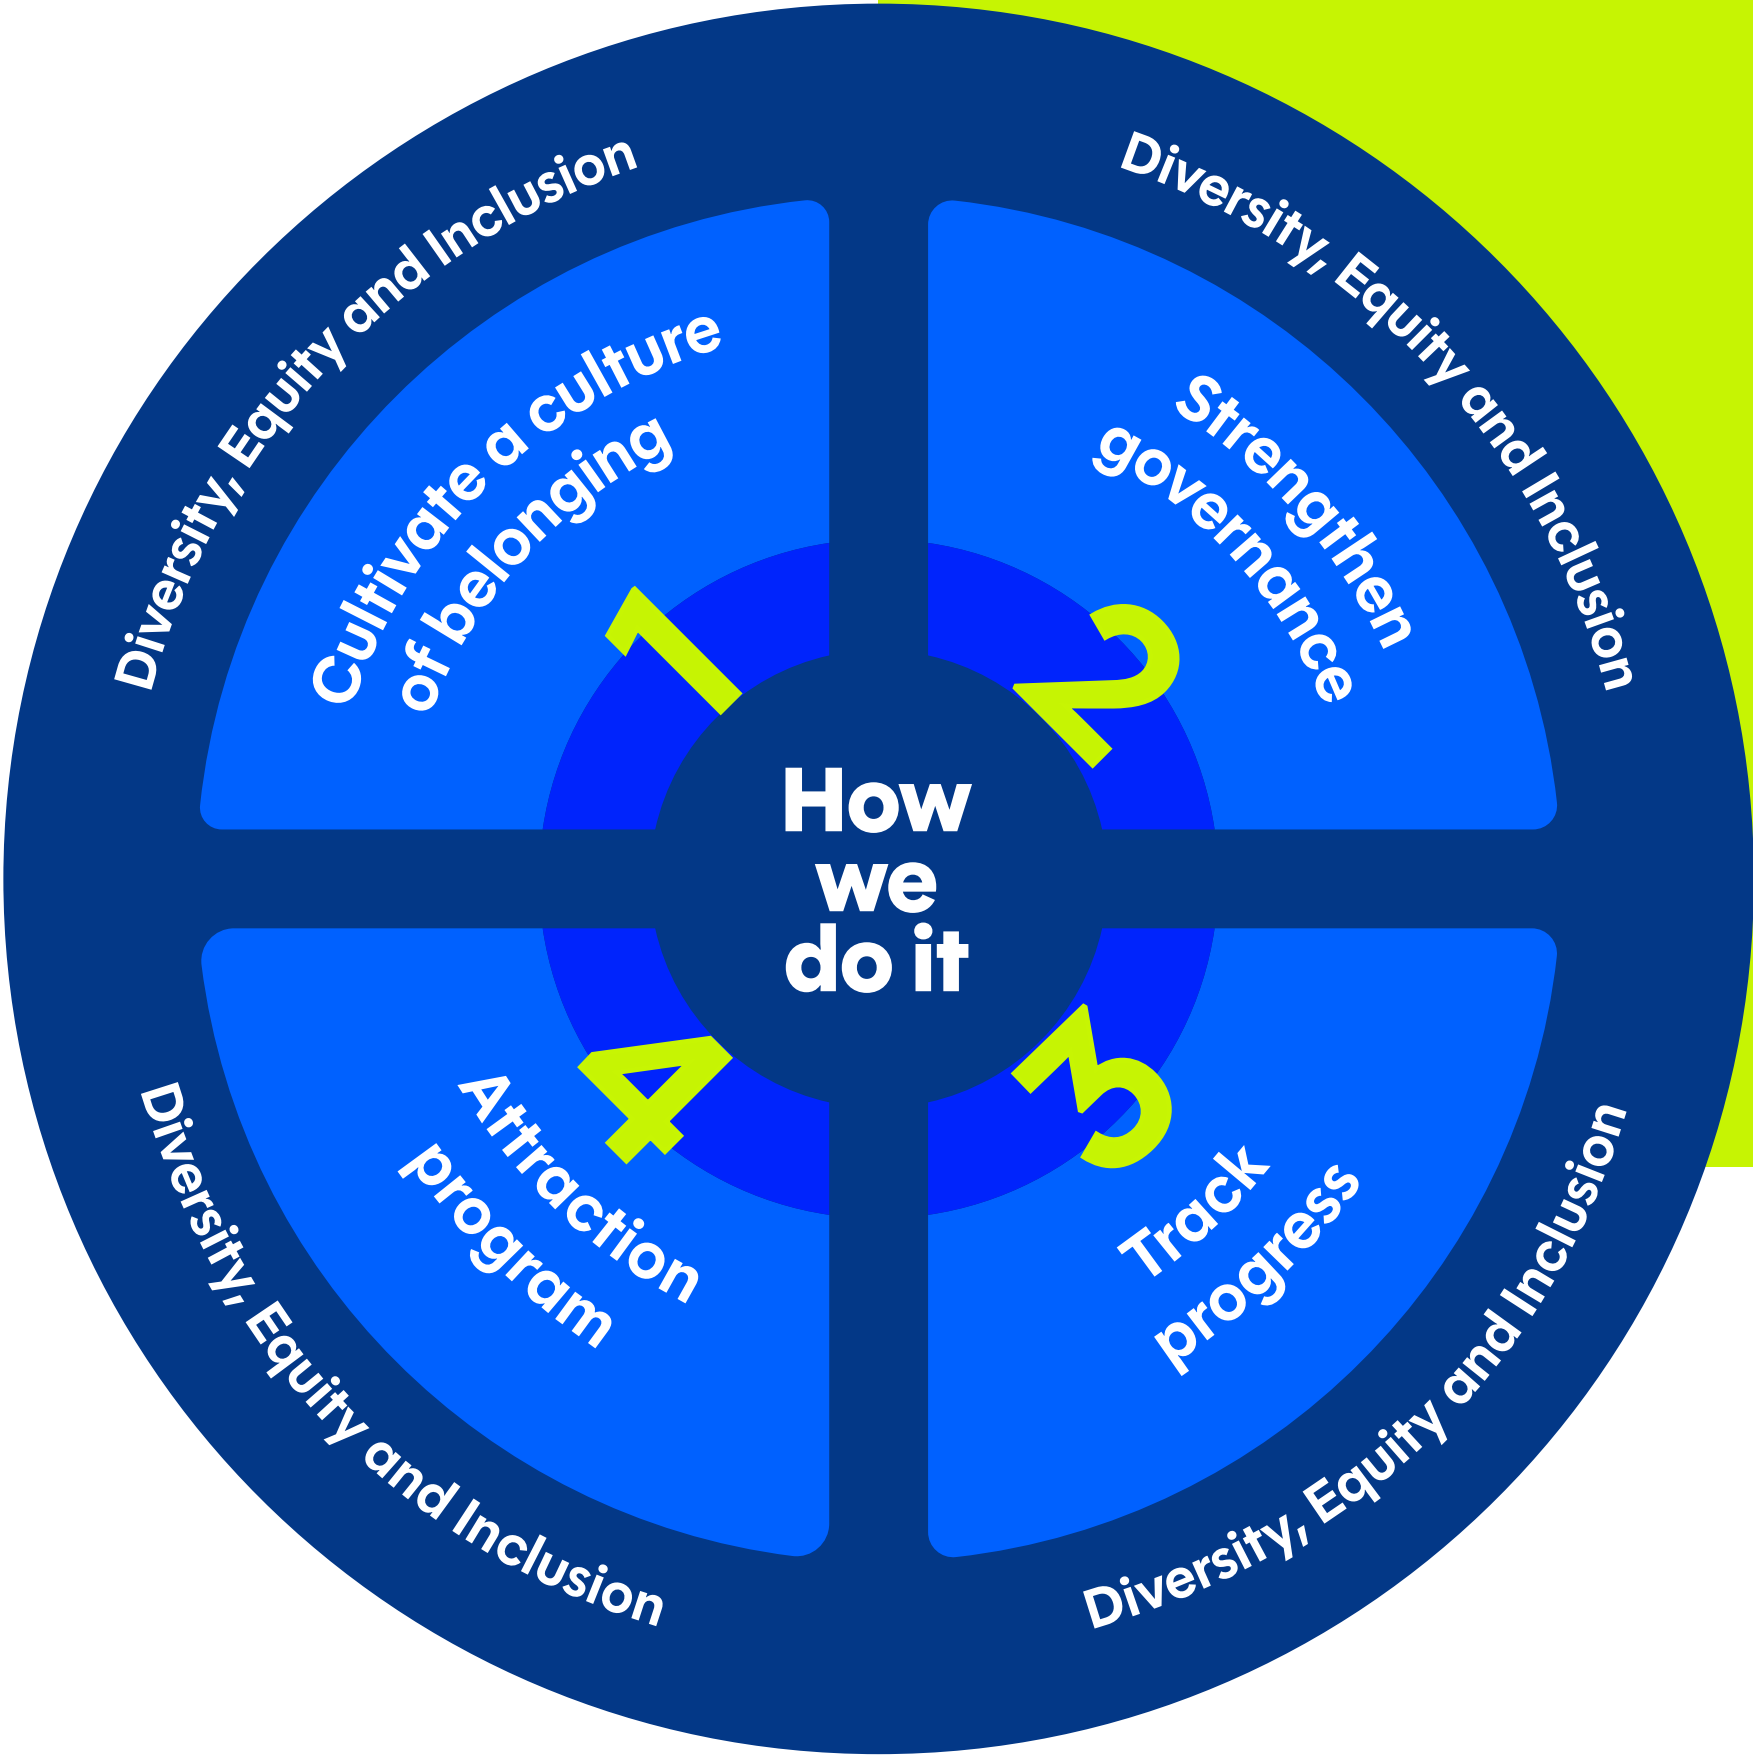 Diversity, Equity and Inclusion
Diversity, Equity and Inclusion
Cultivate a culture
of belonging
1
Strengthen
governance
2
How
we
do it
4
Attraction
program
3
Track
progress
Diversity, Equity and Inclusion
Diversity, Equity and Inclusion